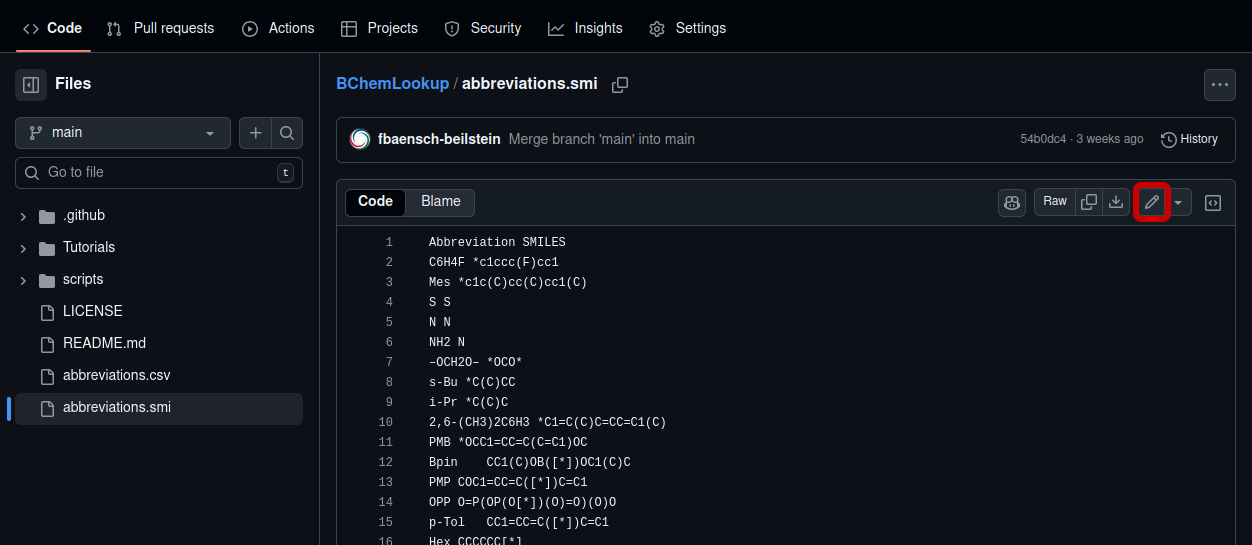 Code Pull requests Actions Projects Security Insights Settings
Files
BChemLookup / abbreviations.smi
main
fbaensch-beilstein Merge branch 'main' into main 54b0dc4 · 3 weeks ago History
Go to file t
Code Blame Raw
.github
Tutorials
scripts
LICENSE
README.md
abbreviations.csv
abbreviations.smi
1 Abbreviation SMILES
2 C6H4F *c1ccc(F)cc1
3 Mes *c1c(C)cc(C)cc1(C)
4 S S
5 N N
6 NH2 N
7 –OCH2O– *OCO*
8 s-Bu *C(C)CC
9 i-Pr *C(C)C
10 2,6-(CH3)2C6H3 *C1=C(C)C=CC=C1(C)
11 PMB *OCC1=CC=C(C=C1)OC
12 Bpin CC1(C)OB([*])OC1(C)C
13 PMP COC1=CC=C([*])C=C1
14 OPP O=P(OP(O[*])(O)=O)(O)O
15 p-Tol CC1=CC=C([*])C=C1
16 Hex CCCCCC[*]